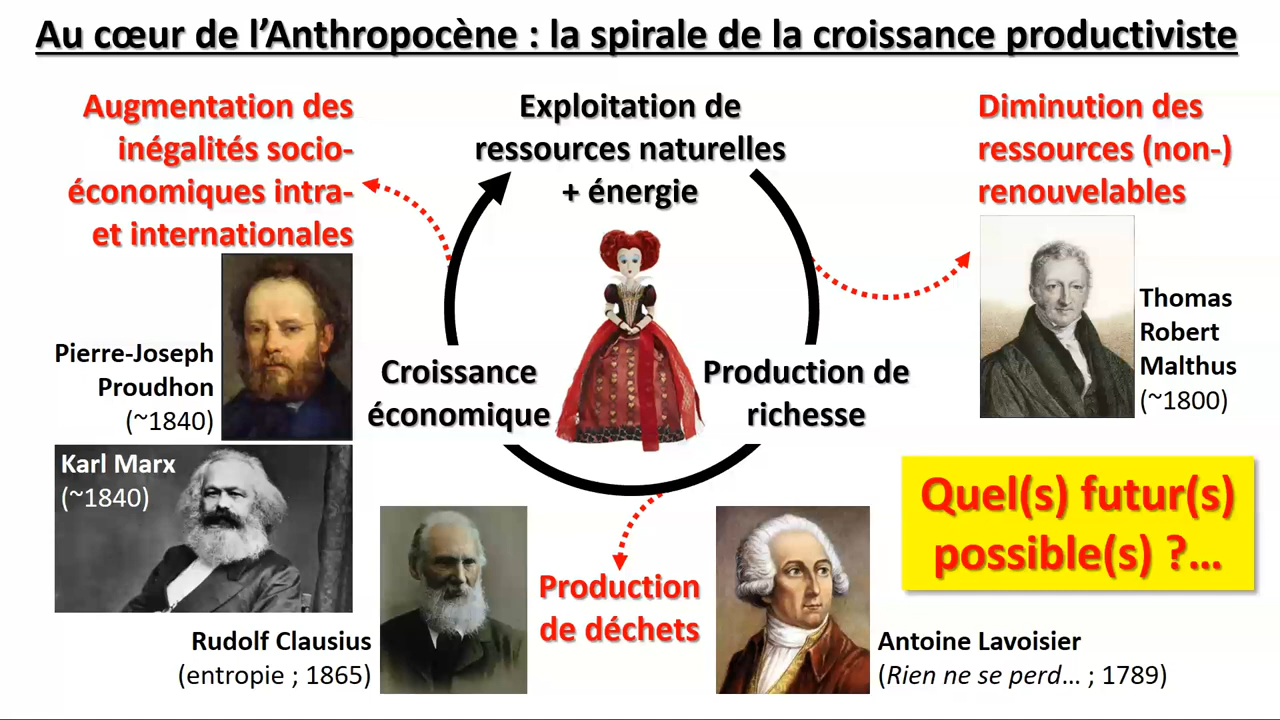 Au cœur de l’Anthropocène : la spirale de la croissance productiviste
Augmentation des
inégalités socio-
économiques intra-
et internationales
Exploitation de
ressources naturelles
+ énergie
Diminution des
ressources (non-)
renouvelables
Pierre-Joseph
Proudhon
(~1840)
Karl Marx
(~1840)
Croissance
économique
Production de
richesse
Thomas
Robert
Malthus
(~1800)
Quel(s) futur(s)
possible(s) ?...
Production
de déchets
Rudolf Clausius
(entropie ; 1865)
Antoine Lavoisier
(Rien ne se perd... ; 1789)